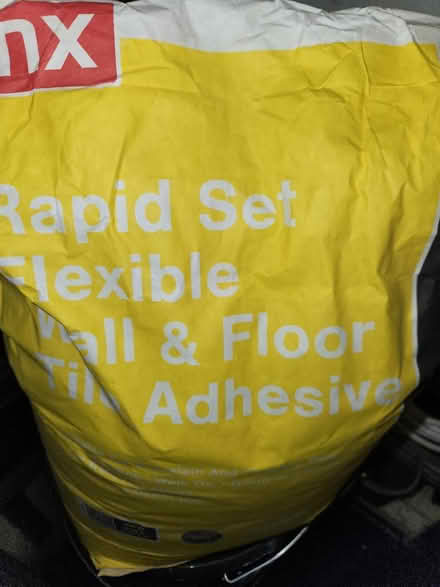 nx
Rapid Set
Flexible
Wall & Floor
Tile Adhesive